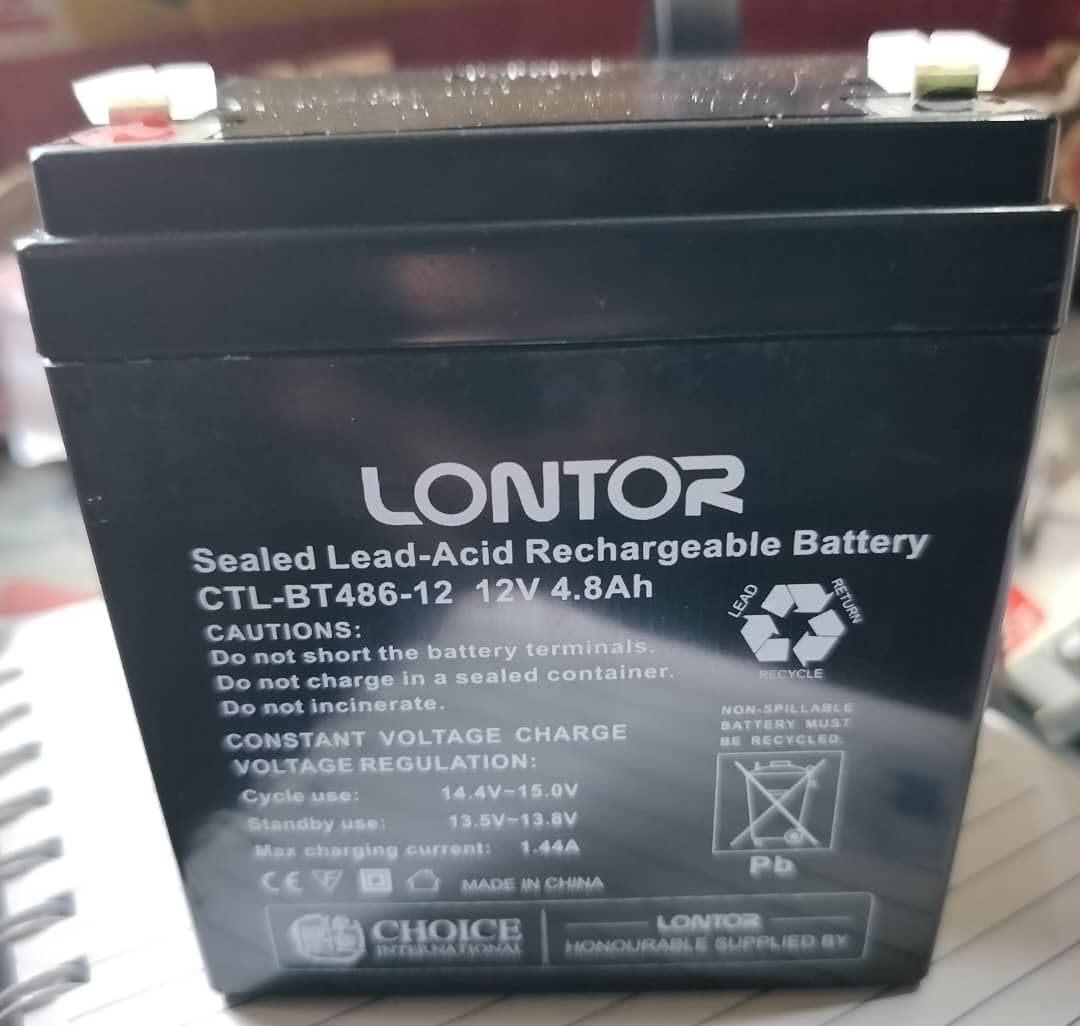 LONTOR
Sealed Lead-Acid Rechargeable Battery
CTL-BT486-12 12V 4.8Ah
CAUTIONS:
Do not short the battery terminals.
Do not charge in a sealed container.
Do not incinerate.
CONSTANT VOLTAGE CHARGE
VOLTAGE REGULATION:
Cycle use: 14.4V~15.0V
Standby use: 13.5V~13.8V
Max charging current: 1.44A
CE
MADE IN CHINA
LEAD
RETURN
RECYCLE
NON-SPILLABLE
BATTERY MUST
BE RECYCLED.
Pb
CHOICE
INTERNATIONAL
LONTOR
HONOURABLE SUPPLIED BY